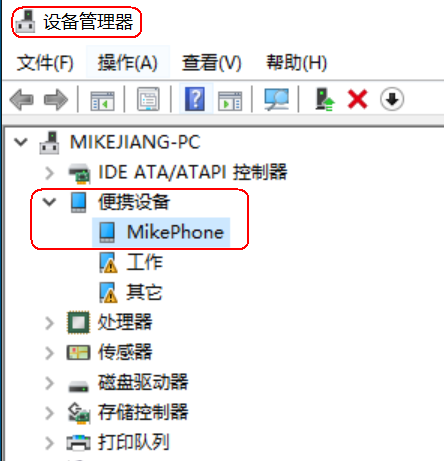 设备管理器
文件(F) 操作(A) 查看(V) 帮助(H)
MIKEJIANG-PC
IDE ATA/ATAPI 控制器
便携设备
MikePhone
工作
其它
处理器
传感器
磁盘驱动器
存储控制器
打印队列